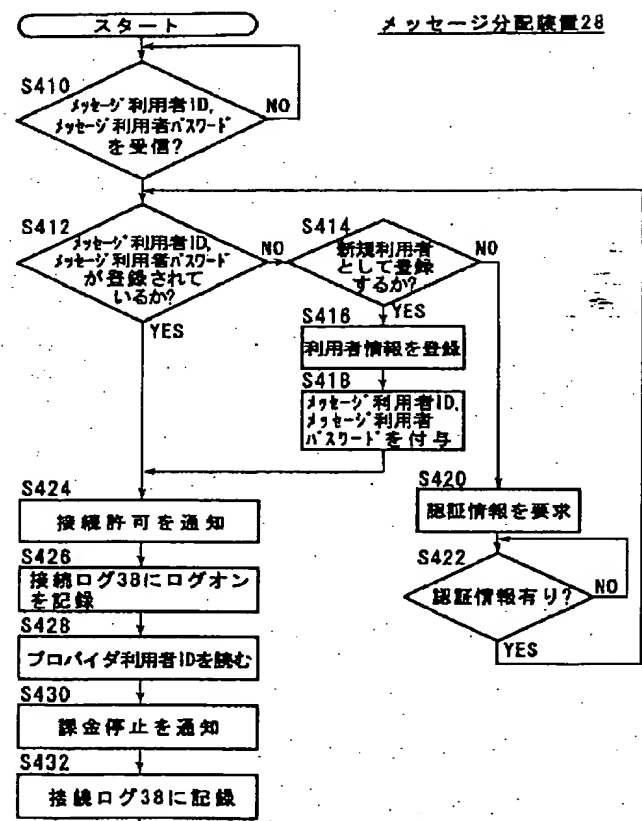 スタート
メッセージ分配装置28
S410
メッセージ利用者ID,
メッセージ利用者パスワード
を受信?
NO
S412
メッセージ利用者ID,
メッセージ利用者パスワード
が登録されて
いるか?
NO
YES
S414
新規利用者
として登録
するか?
NO
YES
S416
利用者情報を登録
S418
メッセージ利用者ID,
メッセージ利用者
パスワードを付与
S420
認証情報を要求
S422
認証情報有り?
NO
YES
S424
接続許可を通知
S426
接続ログ38にログオン
を記録
S428
プロバイダ利用者IDを読む
S430
課金停止を通知
S432
接続ログ38に記録